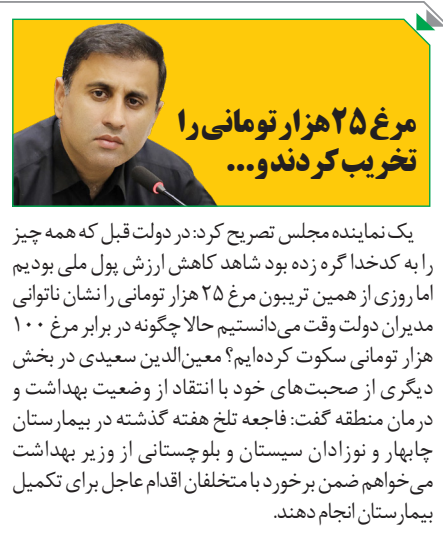 مرغ ۲۵ هزار تومانی را
تخریب کردند و...
یک نماینده مجلس تصریح کرد: در دولت قبل که همه چیز
را به کدخدا گره زده بود شاهد کاهش ارزش پول ملی بودیم
اما روزی از همین تریبون مرغ ۲۵ هزار تومانی را نشان ناتوانی
مدیران دولت وقت می‌دانستیم حالا چگونه در برابر مرغ ۱۰۰
هزار تومانی سکوت کرده‌ایم؟ معین‌الدین سعیدی در بخش
دیگری از صحبت‌های خود با انتقاد از وضعیت بهداشت و
درمان منطقه گفت: فاجعه تلخ هفته گذشته در بیمارستان
چابهار و نوزادان سیستان و بلوچستانی از وزیر بهداشت
می‌خواهم ضمن برخورد با متخلفان اقدام عاجل برای تکمیل
بیمارستان انجام دهند.